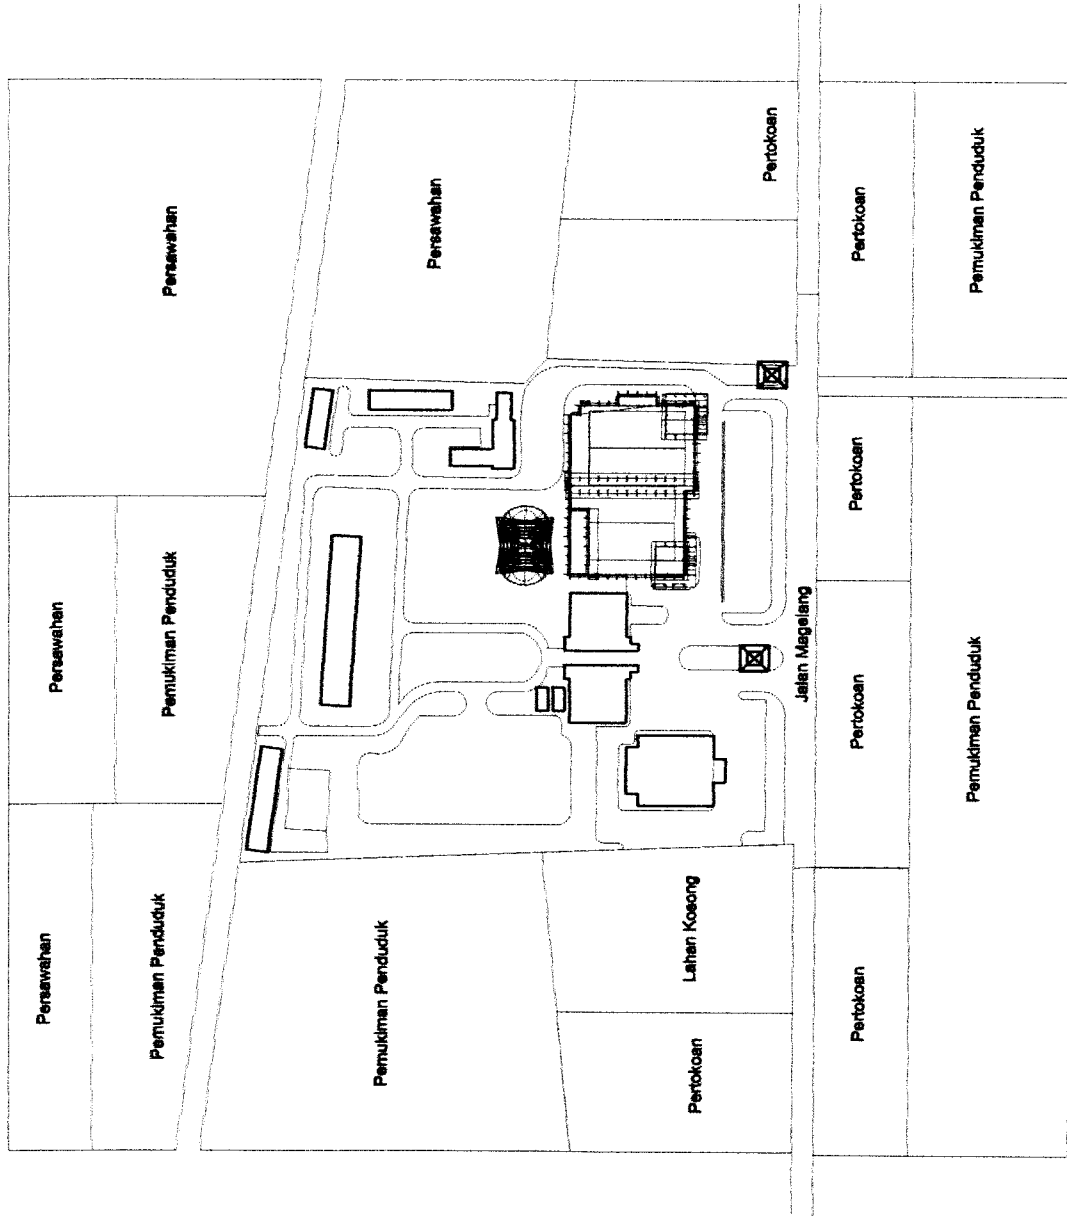 Persawahan
Persawahan
Persawahan
Pemukiman Penduduk
Pemukiman Penduduk
Pemukiman Penduduk
Persawahan
Pertokoan
Lahan Kosong
Pertokoan
Jalan Magelang
Pertokoan
Pertokoan
Pertokoan
Pertokoan
Pemukiman Penduduk
Pemukiman Penduduk